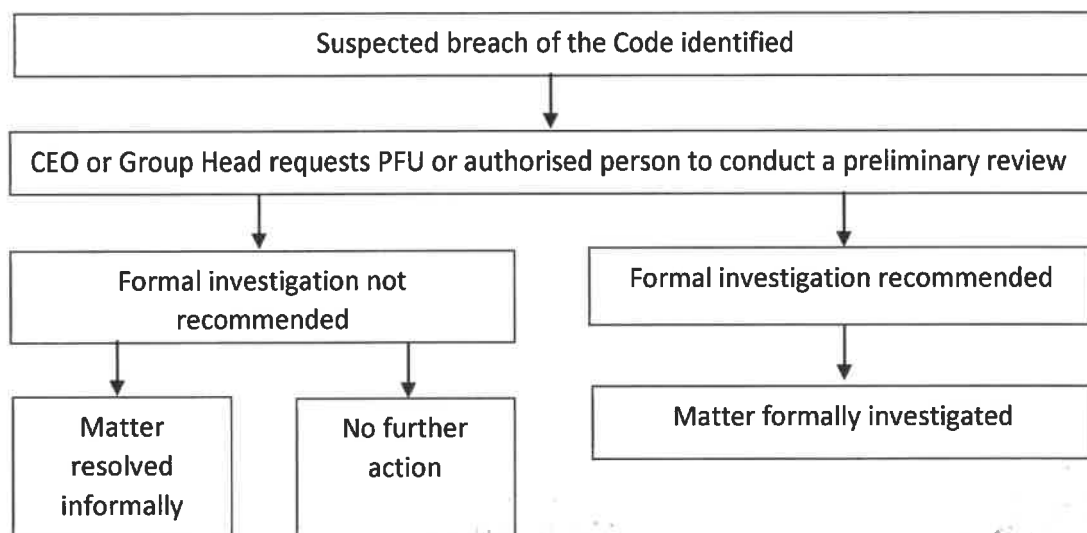 Suspected breach of the Code identified
CEO or Group Head requests PFU or authorised person to conduct a preliminary review
Formal investigation not
recommended
Formal investigation recommended
Matter
resolved
informally
No further
action
Matter formally investigated